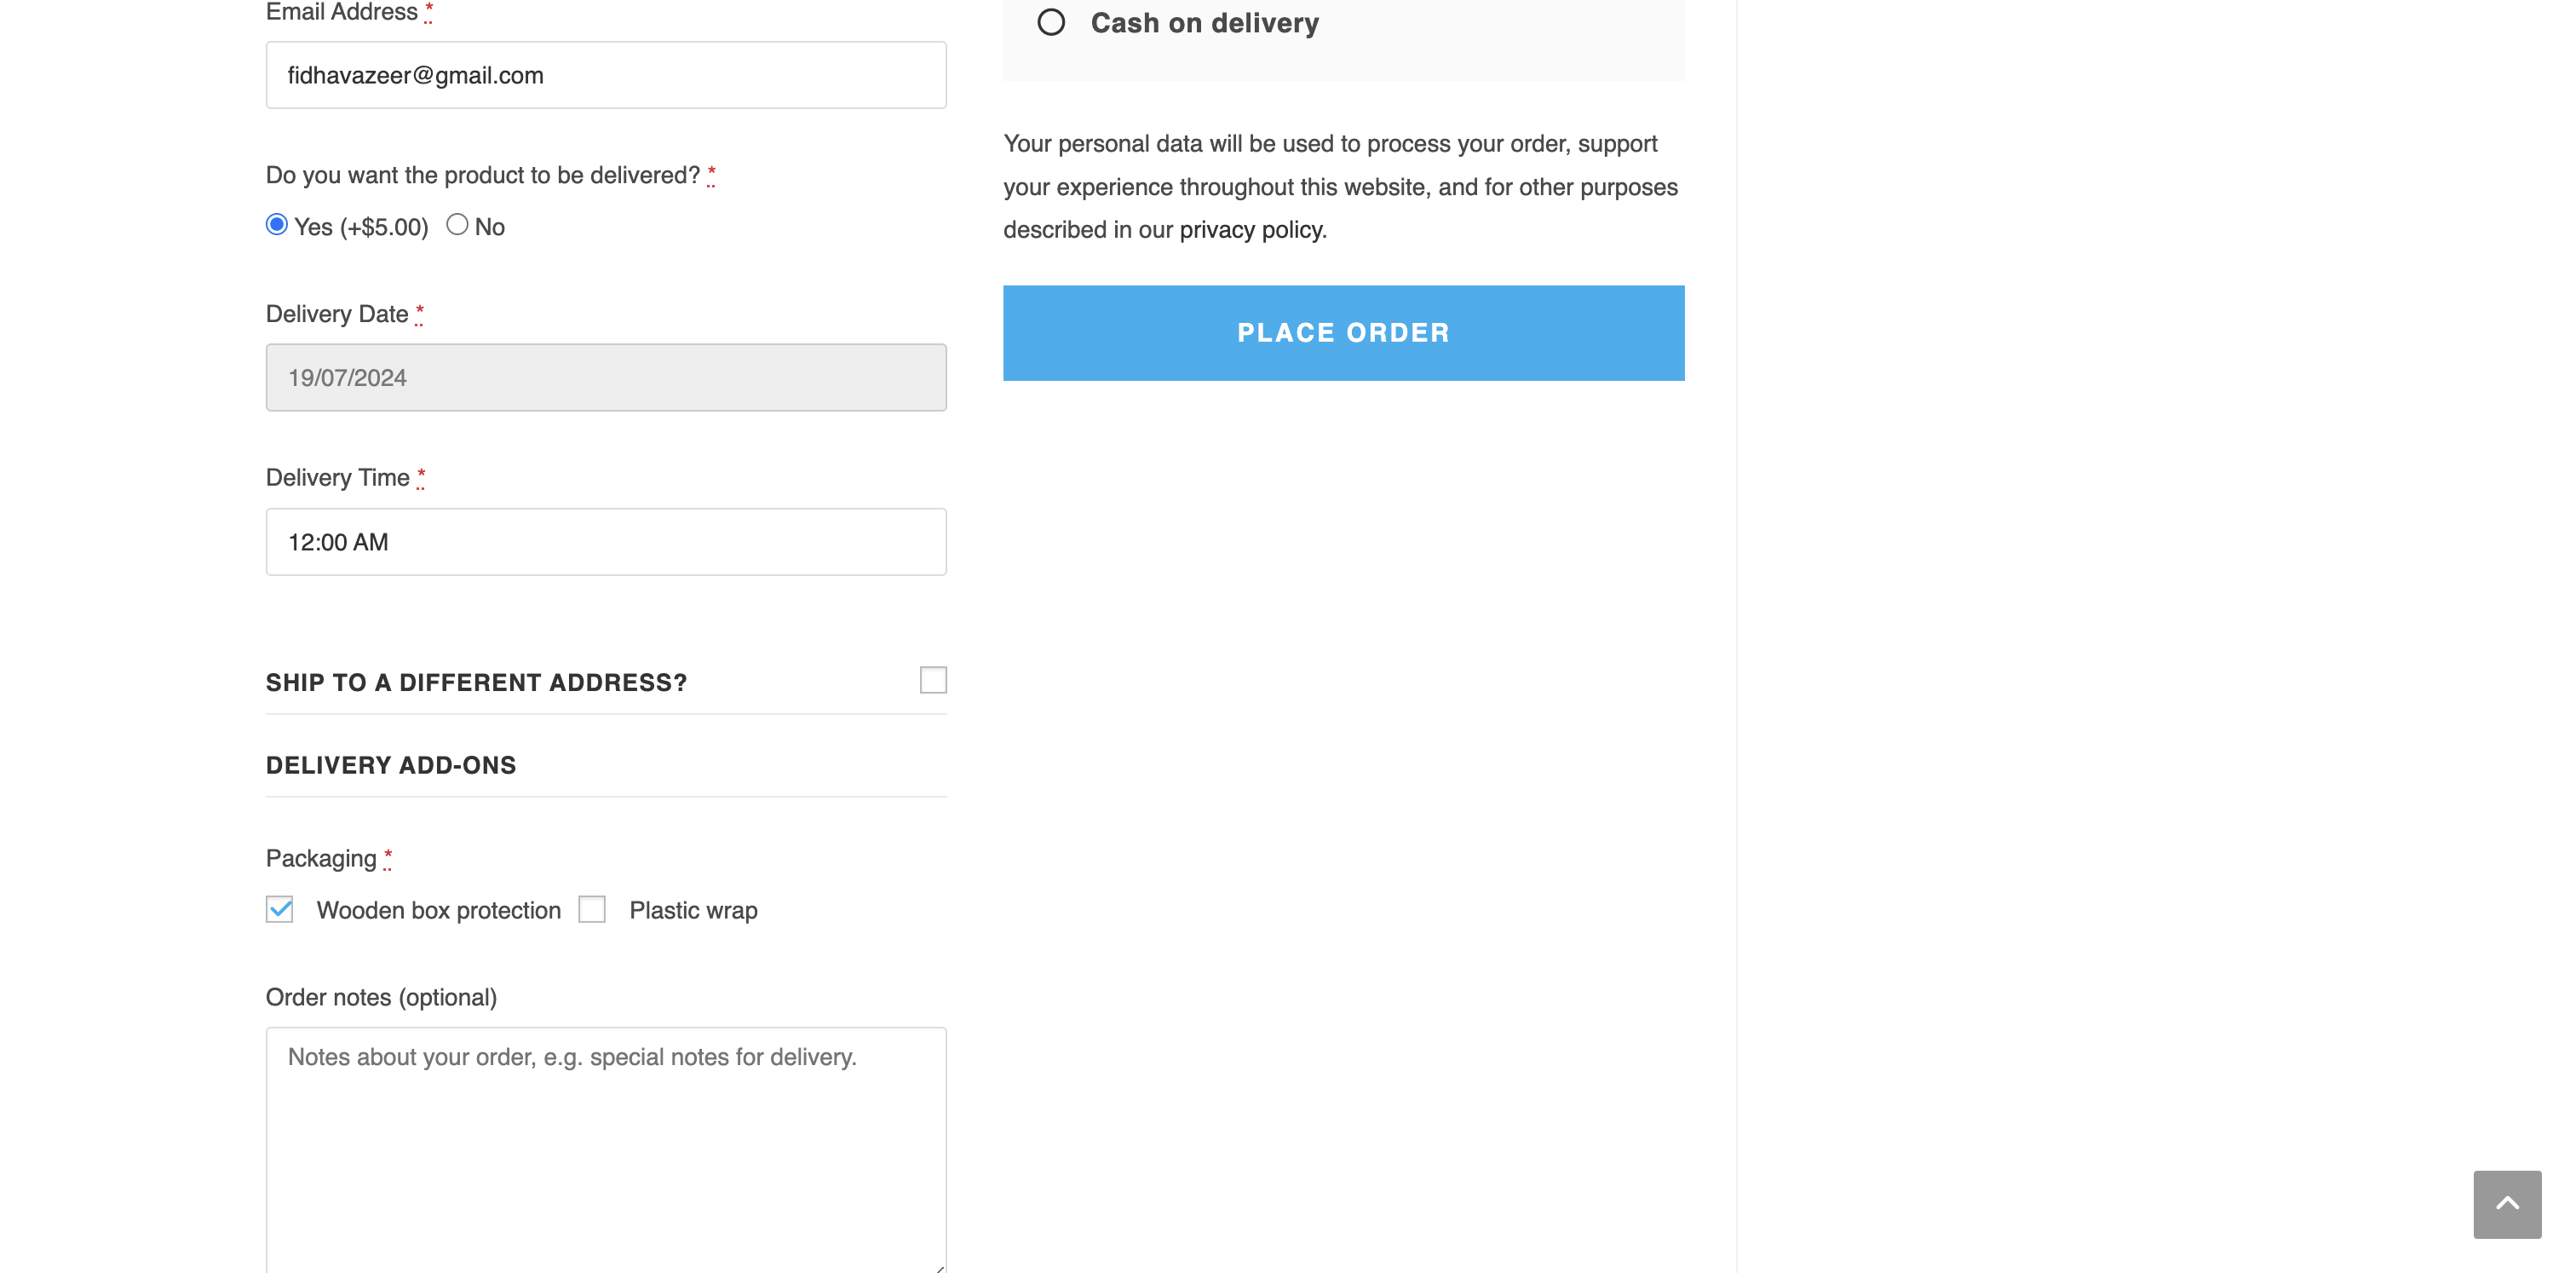 Email Address *
fidhavazeer@gmail.com
Do you want the product to be delivered? *
Yes (+$5.00) No
Delivery Date *
19/07/2024
Delivery Time *
12:00 AM
SHIP TO A DIFFERENT ADDRESS?
DELIVERY ADD-ONS
Packaging *
Wooden box protection Plastic wrap
Order notes (optional)
Notes about your order, e.g. special notes for delivery.
Cash on delivery
Your personal data will be used to process your order, support
your experience throughout this website, and for other purposes
described in our privacy policy.
PLACE ORDER